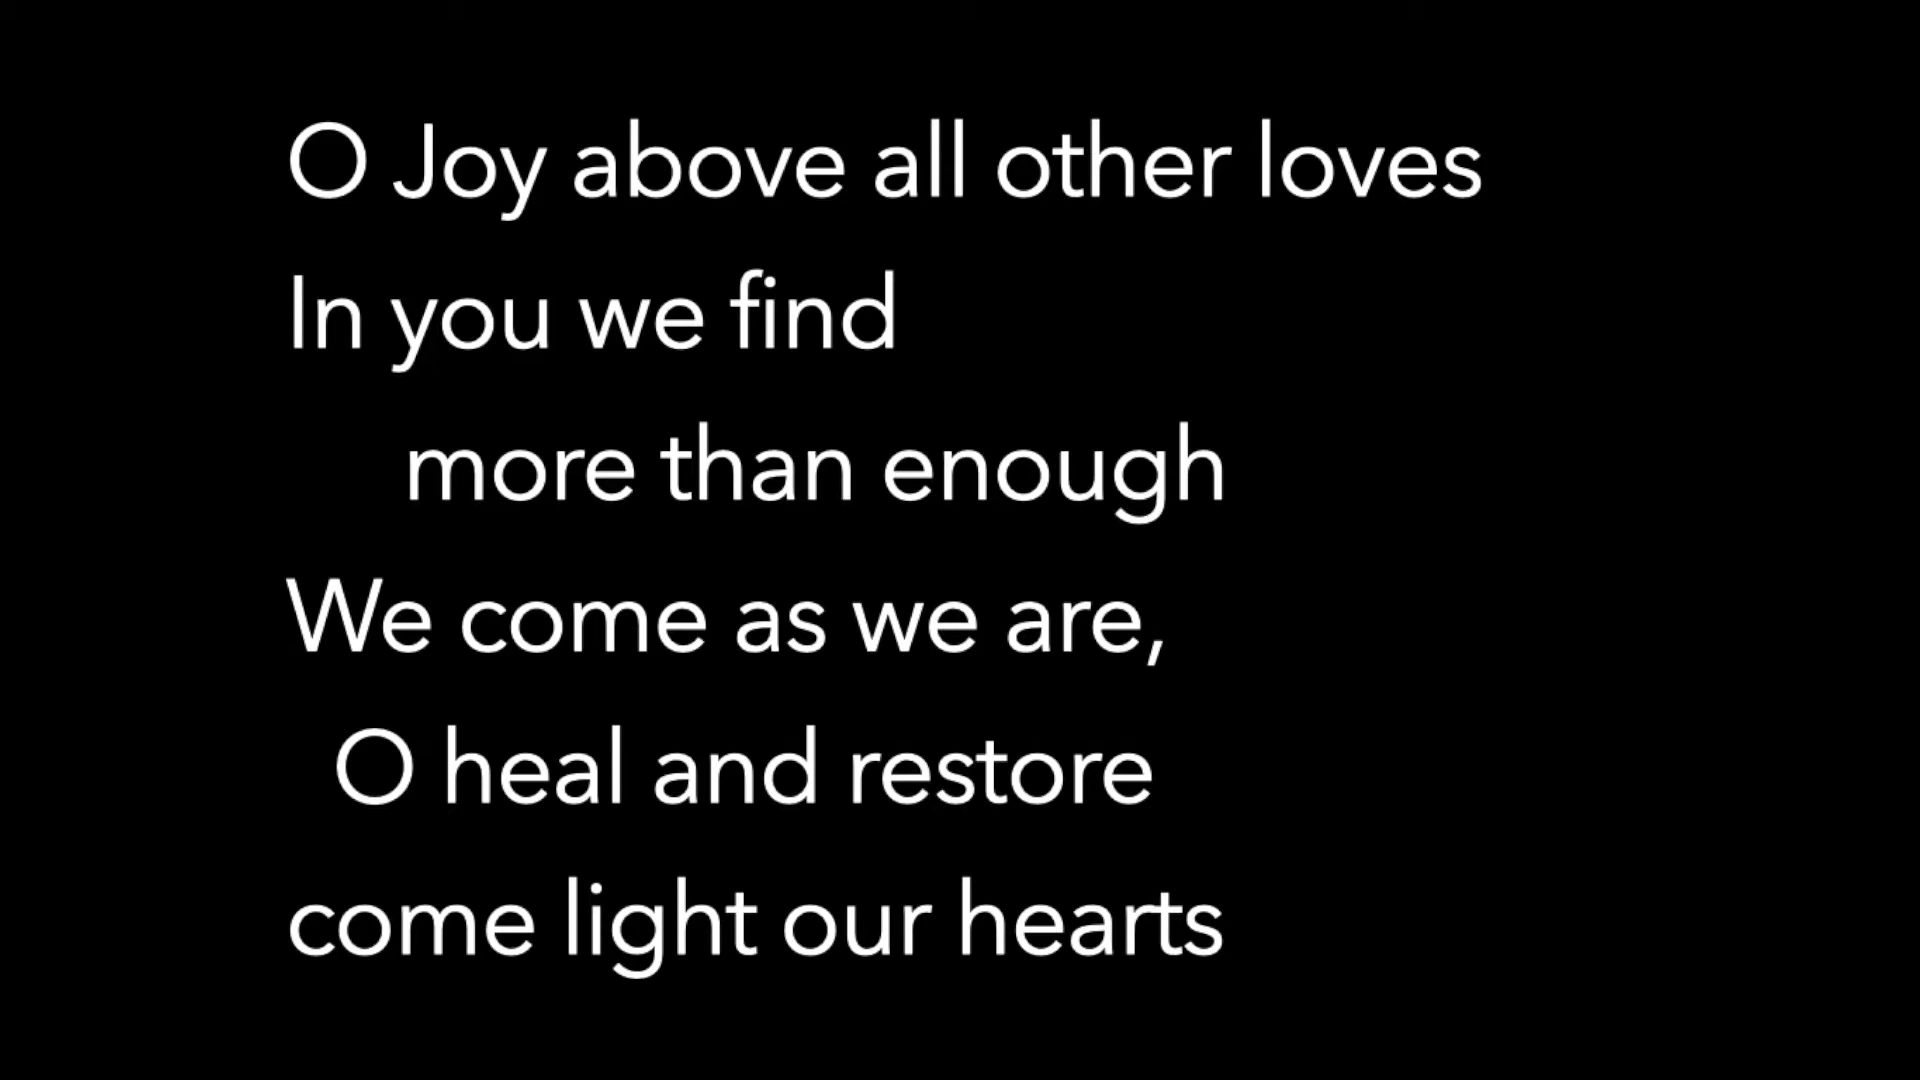 O Joy above all other loves
In you we find
more than enough
We come as we are,
O heal and restore
come light our hearts